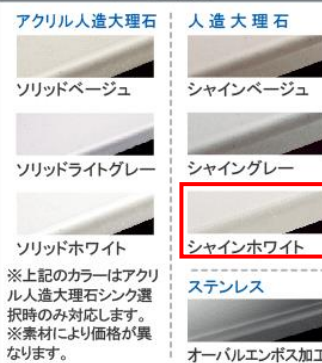 アクリル人造大理石
ソリッドベージュ
ソリッドライトグレー
ソリッドホワイト
※上記のカラーはアクリ
ル人造大理石シンク選
択時のみ対応します。
※素材により価格が異
なります。
人造大理石
シャインベージュ
シャイングレー
シャインホワイト
ステンレス
オーバルエンボス加工